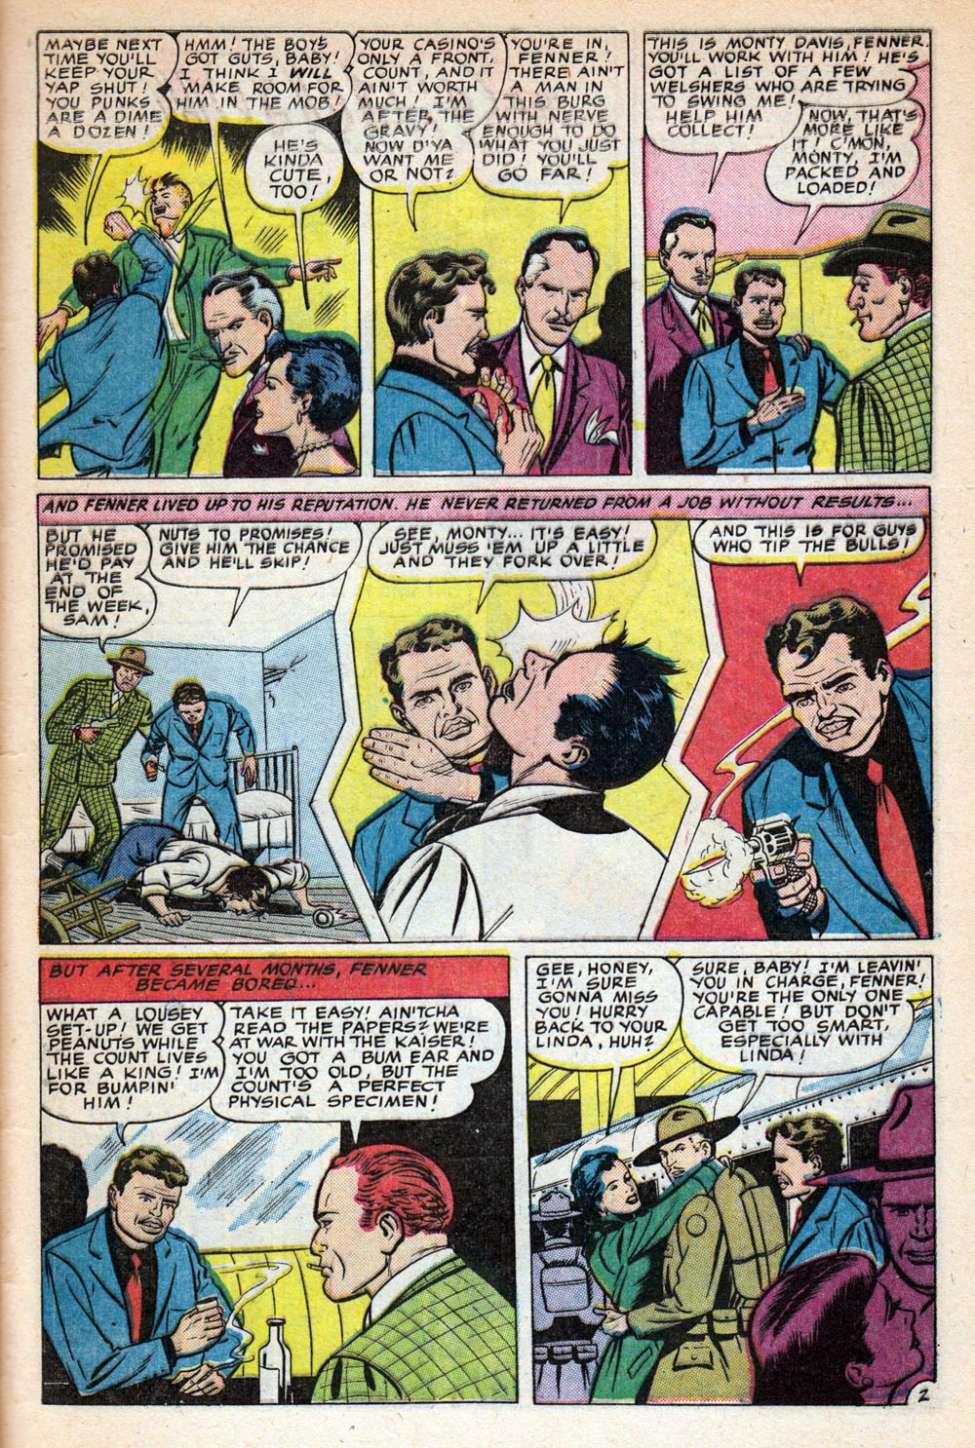 MAYBE NEXT
TIME YOU'LL
KEEP YOUR
YAP SHUT!
YOU PUNKS
ARE A DIME
A DOZEN!
HMM! THE BOY'S
GOT GUTS, BABY!
I THINK I WILL
MAKE ROOM FOR
HIM IN THE MOB!
HE'S
KINDA
CUTE,
TOO!
YOUR CASINO'S
ONLY A FRONT,
COUNT, AND IT
AIN'T WORTH
MUCH! I'M
AFTER THE
GRAVY!
NOW D'YA
WANT ME
OR NOT?
YOU'RE IN,
FENNER!
THERE AIN'T
A MAN IN
THIS BURG
WITH NERVE
ENOUGH TO DO
WHAT YOU JUST
DID! YOU'LL
GO FAR!
THIS IS MONTY DAVIS, FENNER.
YOU'LL WORK WITH HIM! HE'S
GOT A LIST OF A FEW
WELSHERS WHO ARE TRYING
TO SWING ME!
HELP HIM
COLLECT!
NOW, THAT'S
MORE LIKE
IT! C'MON,
MONTY, I'M
PACKED AND
LOADED!
AND FENNER LIVED UP TO HIS REPUTATION. HE NEVER RETURNED FROM A JOB WITHOUT RESULTS...
BUT HE
PROMISED
HE'D PAY
AT THE
END OF
THE WEEK,
SAM!
NUTS TO PROMISES!
GIVE HIM THE CHANCE
AND HE'LL SKIP!
SEE, MONTY... IT'S EASY!
JUST MUSS 'EM UP A LITTLE
AND THEY FORK OVER!
AND THIS IS FOR GUYS
WHO TIP THE BULLS!
BUT AFTER SEVERAL MONTHS, FENNER
BECAME BORED...
WHAT A LOUSEY
SET-UP! WE GET
PEANUTS WHILE
THE COUNT LIVES
LIKE A KING! I'M
FOR BUMPIN'
HIM!
TAKE IT EASY! AIN'TCHA
READ THE PAPERS? WE'RE
AT WAR WITH THE KAISER!
YOU GOT A BUM EAR AND
I'M TOO OLD, BUT THE
COUNT'S A PERFECT
PHYSICAL SPECIMEN!
GEE, HONEY,
I'M SURE
GONNA MISS
YOU! HURRY
BACK TO YOUR
LINDA, HUH?
SURE, BABY! I'M LEAVIN'
YOU IN CHARGE, FENNER!
YOU'RE THE ONLY ONE
CAPABLE! BUT DON'T
GET TOO SMART,
ESPECIALLY WITH
LINDA!
2